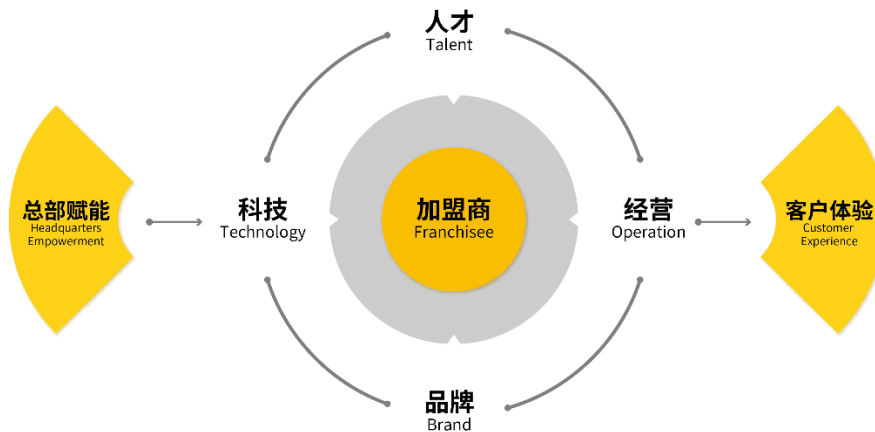 人才
Talent
总部赋能
Headquarters
Empowerment
科技
Technology
加盟商
Franchisee
经营
Operation
客户体验
Customer
Experience
品牌
Brand